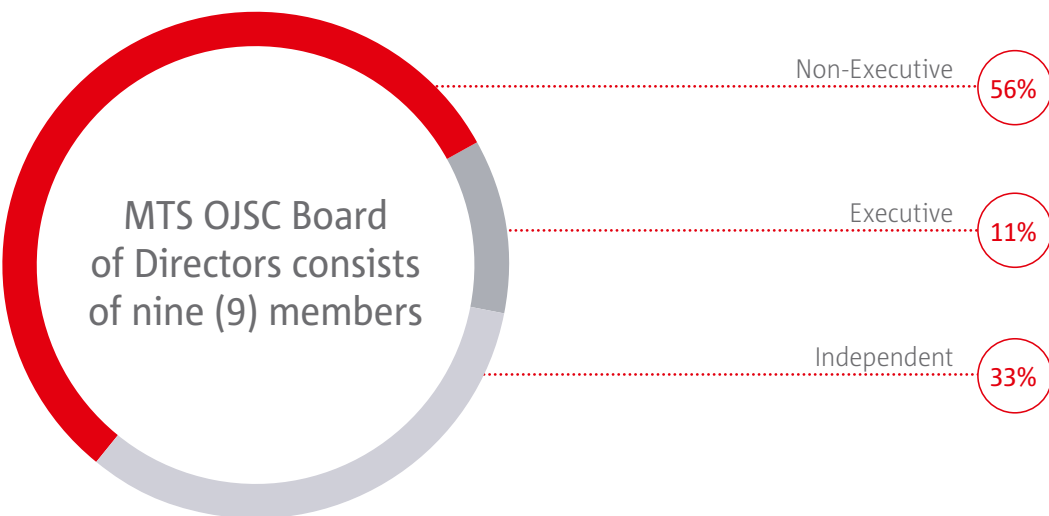 MTS OJSC Board
of Directors consists
of nine (9) members
Non-Executive
56%
Executive
11%
Independent
33%